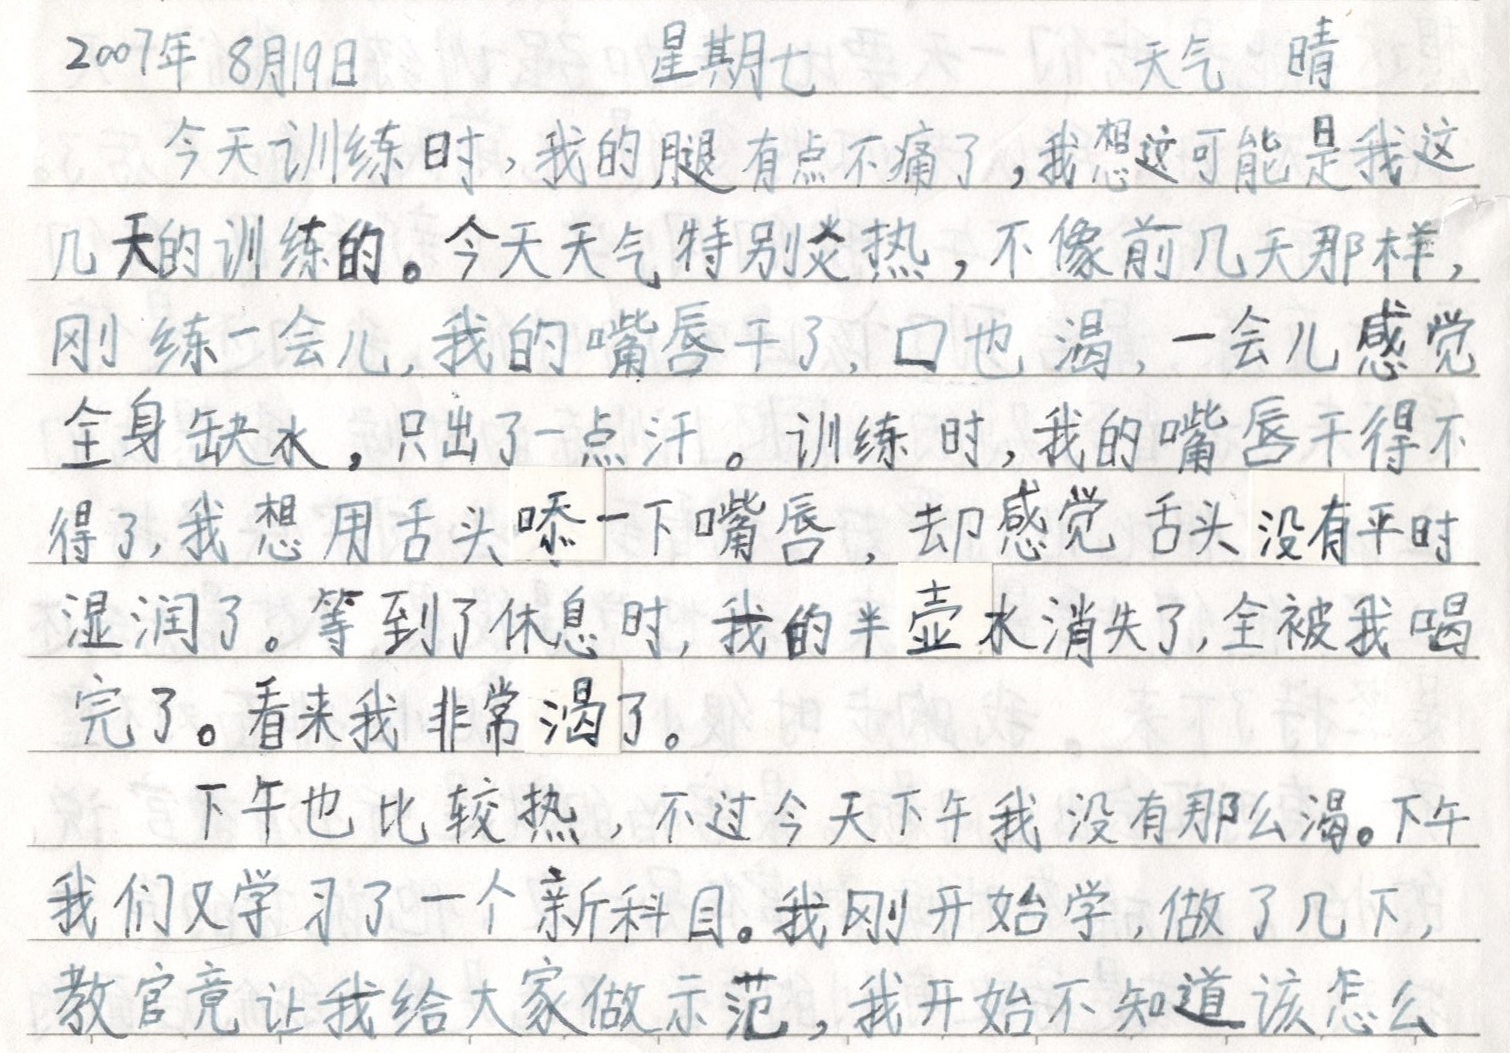 2007年 8月19日 星期七 天气 晴
今天训练时，我的腿有点不痛了，我想这可能是我这
几天的训练的。今天天气特别炎热，不像前几天那样，
刚练一会儿，我的嘴唇干了，口也渴，一会儿感觉
全身缺水，只出了一点汗。训练时，我的嘴唇干得不
得了，我想用舌头㖭一下嘴唇，却感觉舌头没有平时
湿润了。等到了休息时，我的半壶水消失了，全被我喝
完了。看来我非常渴了。
下午也比较热，不过今天下午我没有那么渴。下午
我们又学习了一个新科目。我刚开始学，做了几下，
教官竟让我给大家做示范，我开始不知道该怎么